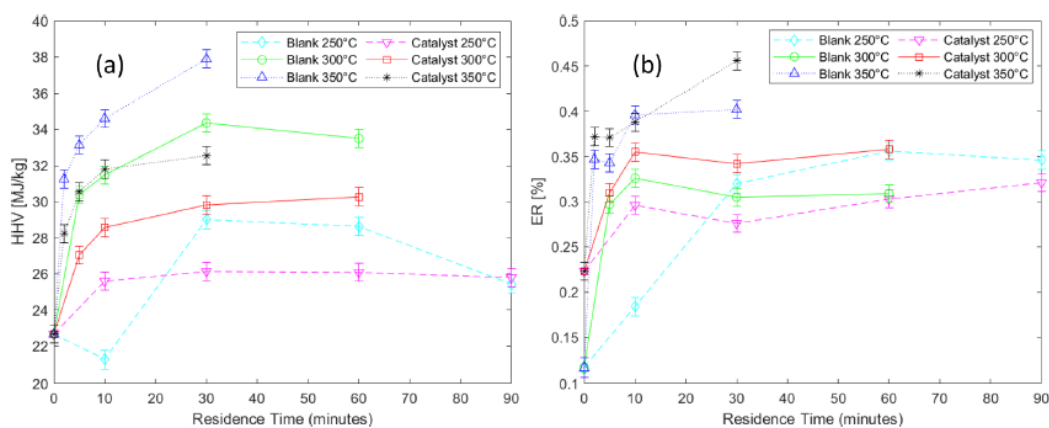 (a)
Blank 250°C
Catalyst 250°C
Blank 300°C
Catalyst 300°C
Blank 350°C
Catalyst 350°C
HHV [MJ/kg]
40
38
36
34
32
30
28
26
24
22
20
0 10 20 30 40 50 60 70 80 90
Residence Time (minutes)
(b)
Blank 250°C
Catalyst 250°C
Blank 300°C
Catalyst 300°C
Blank 350°C
Catalyst 350°C
ER [%]
0.5
0.45
0.4
0.35
0.3
0.25
0.2
0.15
0.1
0 10 20 30 40 50 60 70 80 90
Residence Time (minutes)